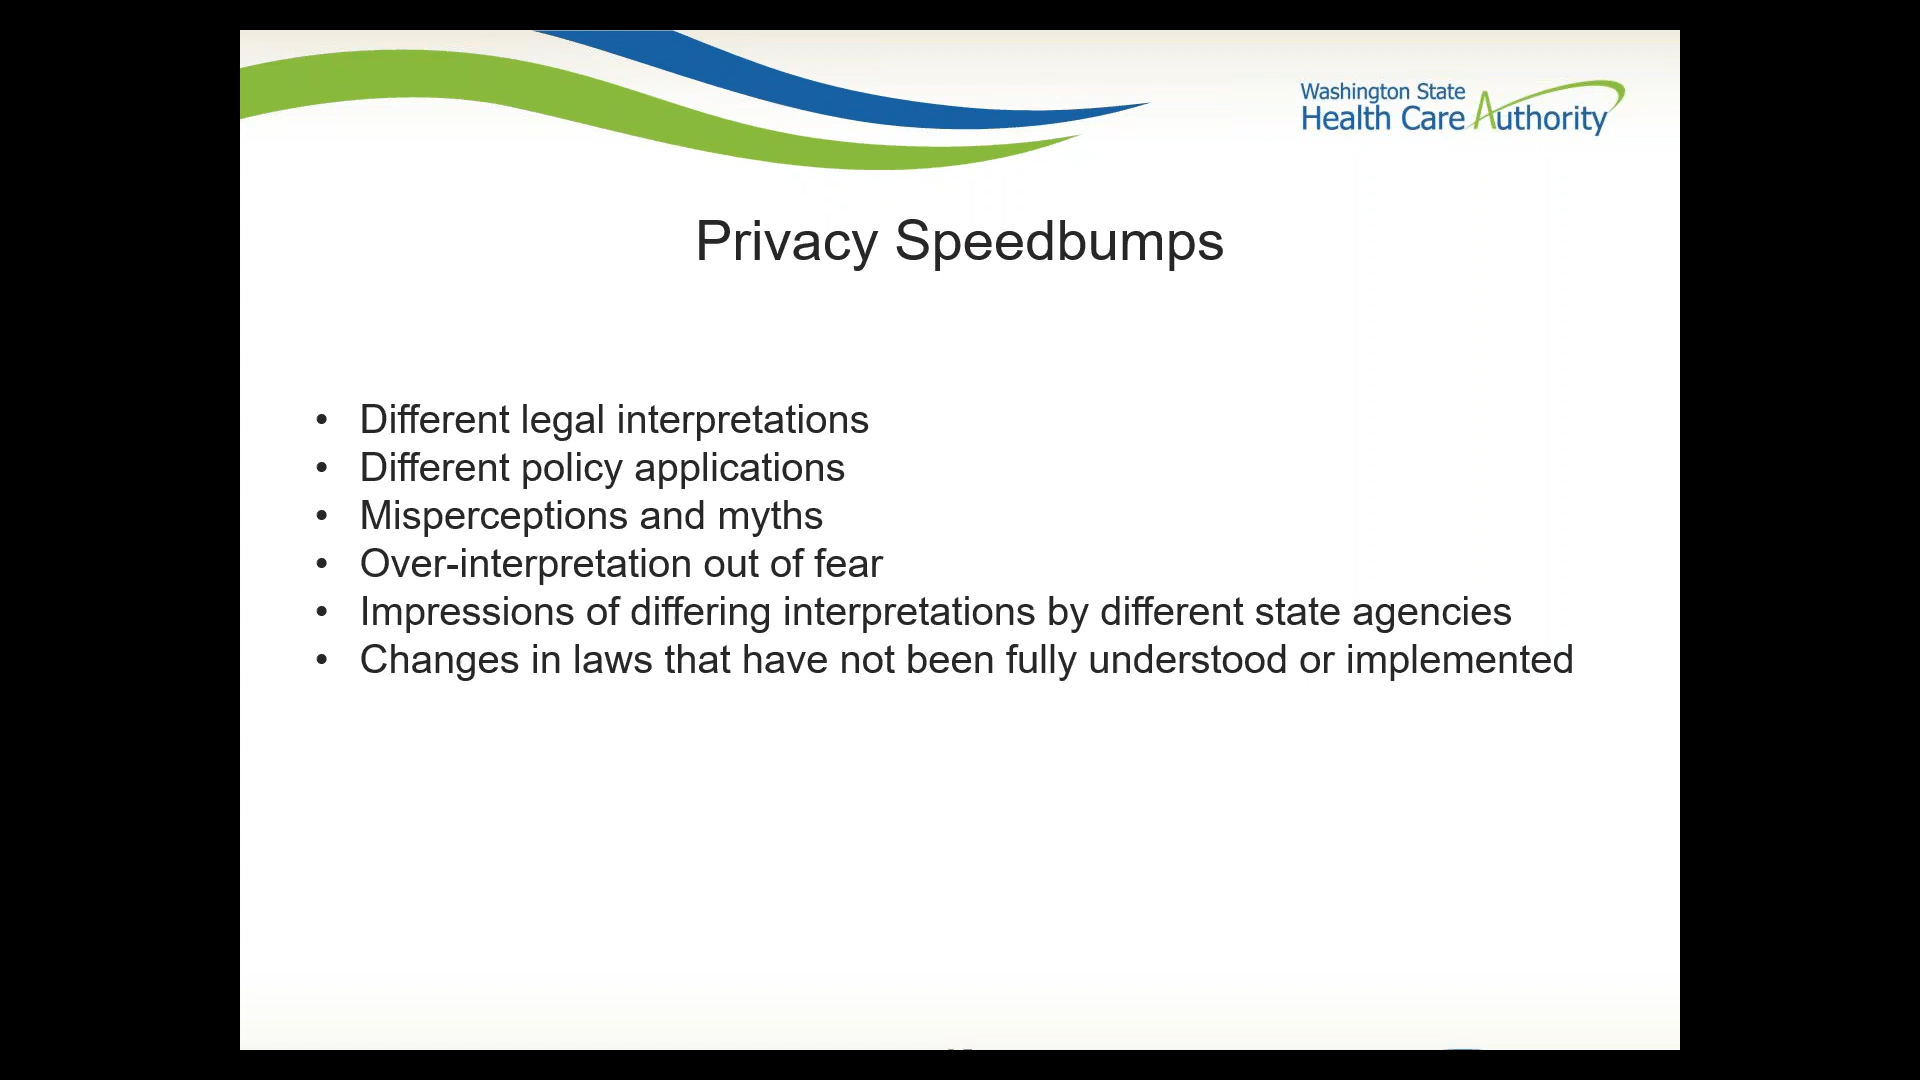 Washington State
Health Care Authority
Privacy Speedbumps
• Different legal interpretations
• Different policy applications
• Misperceptions and myths
• Over-interpretation out of fear
• Impressions of differing interpretations by different state agencies
• Changes in laws that have not been fully understood or implemented